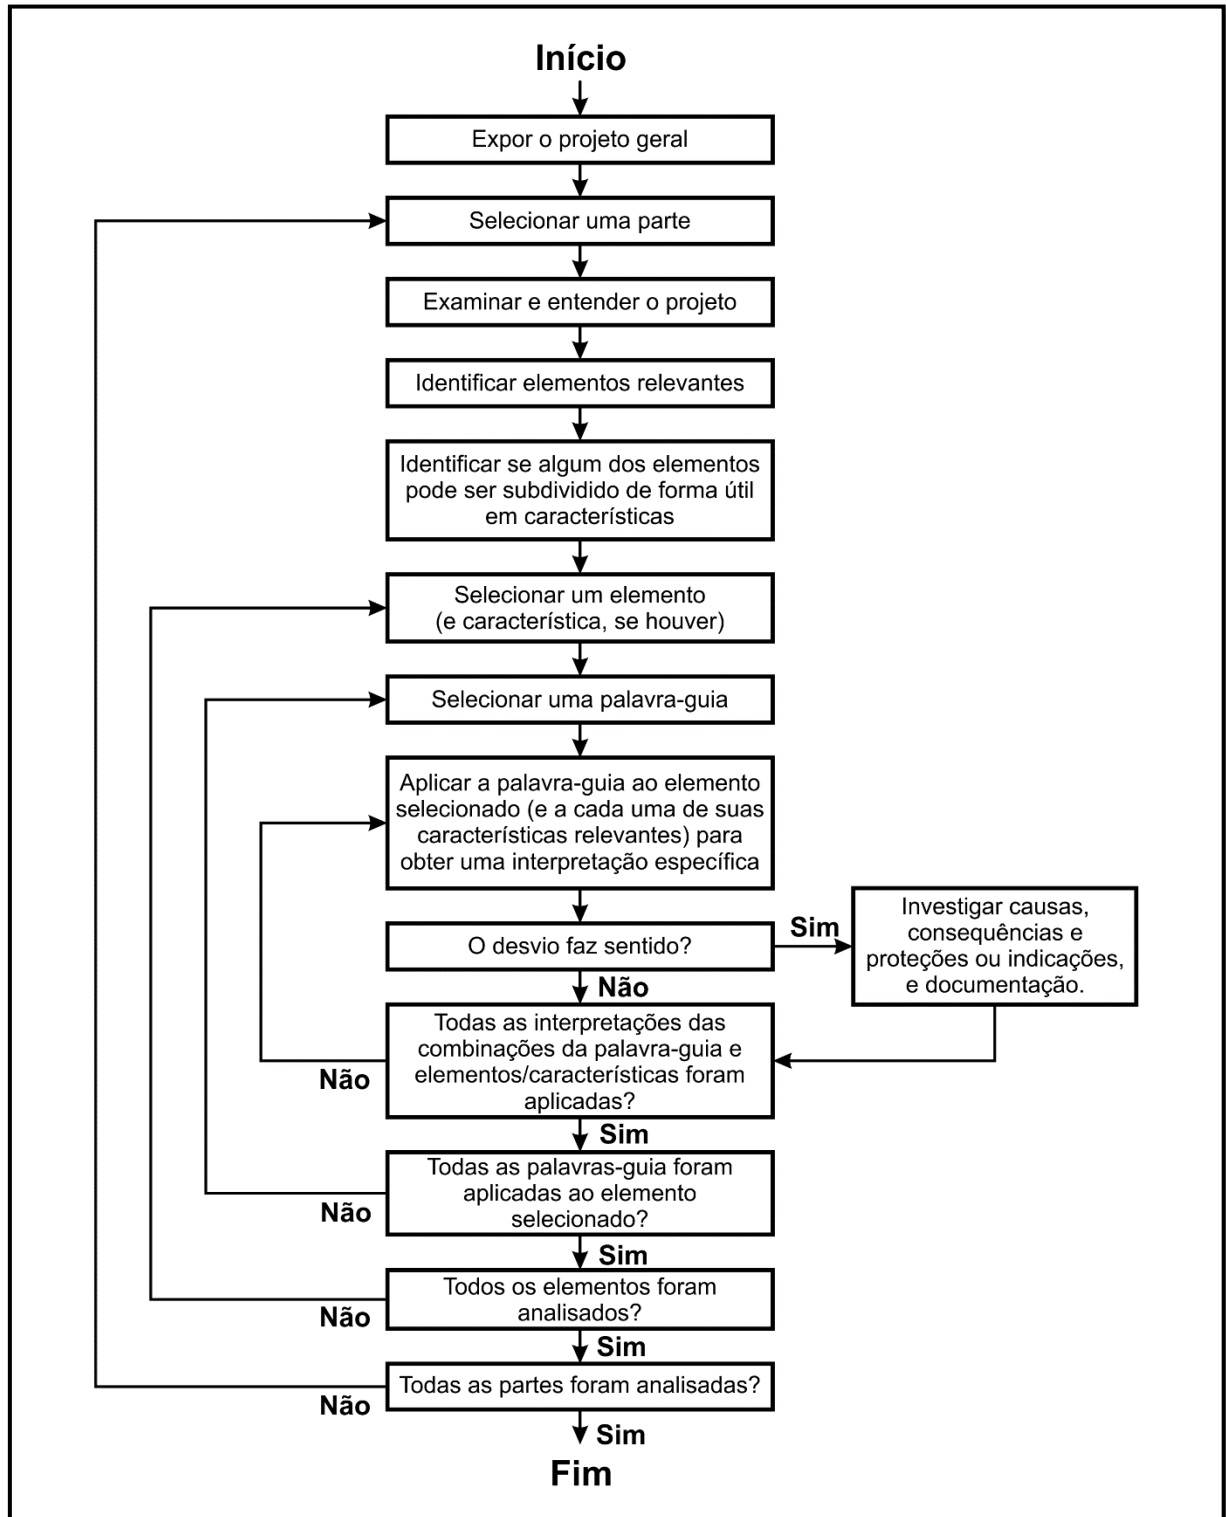 Início
Expor o projeto geral
Selecionar uma parte
Examinar e entender o projeto
Identificar elementos relevantes
Identificar se algum dos elementos
pode ser subdividido de forma útil
em características
Selecionar um elemento
(e característica, se houver)
Selecionar uma palavra-guia
Aplicar a palavra-guia ao elemento
selecionado (e a cada uma de suas
características relevantes) para
obter uma interpretação específica
O desvio faz sentido?
Sim
Investigar causas,
consequências e
proteções ou indicações,
e documentação.
Não
Todas as interpretações das
combinações da palavra-guia e
elementos/características foram
aplicadas?
Não
Sim
Todas as palavras-guia foram
aplicadas ao elemento
selecionado?
Não
Sim
Todos os elementos foram
analisados?
Não
Sim
Todas as partes foram analisadas?
Não
Sim
Fim